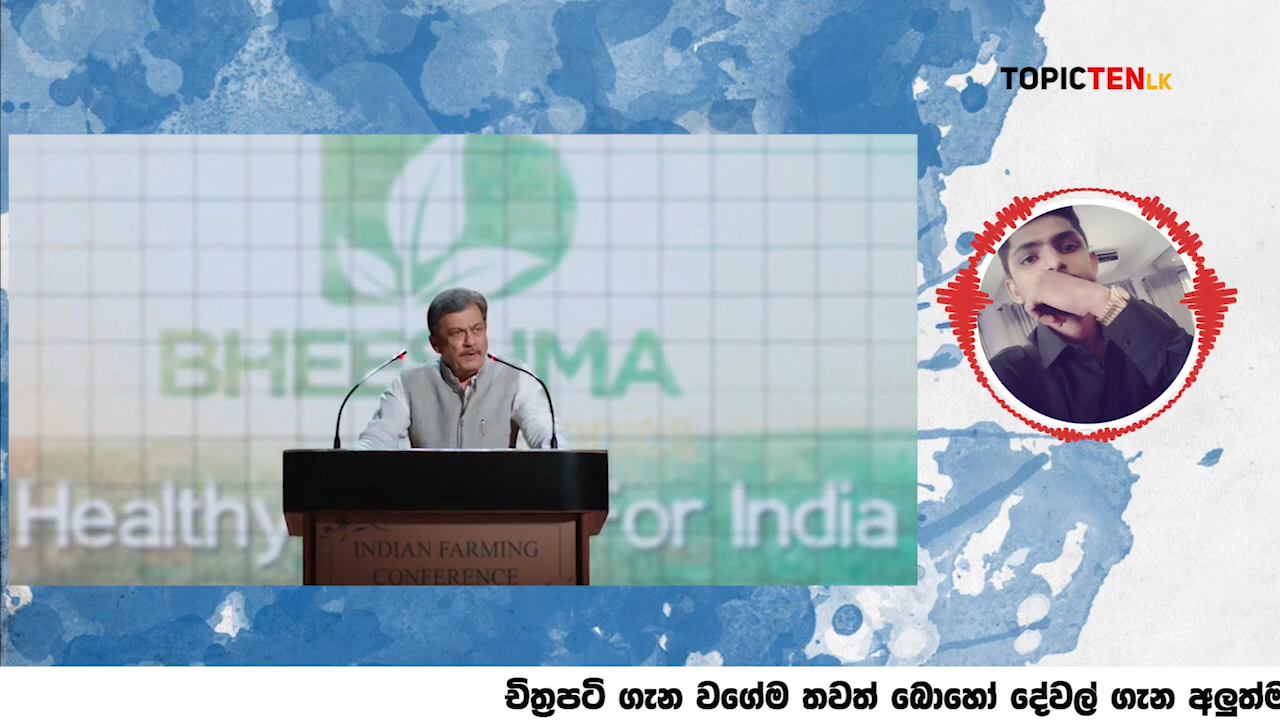 TOPICTENLK
BHEE
MA
Healthy
For India
INDIAN FARMING
CONFERENCE
චිත්‍රපටි ගැන වගේම තවත් බොහෝ දේවල් ගැන අලුත්ම